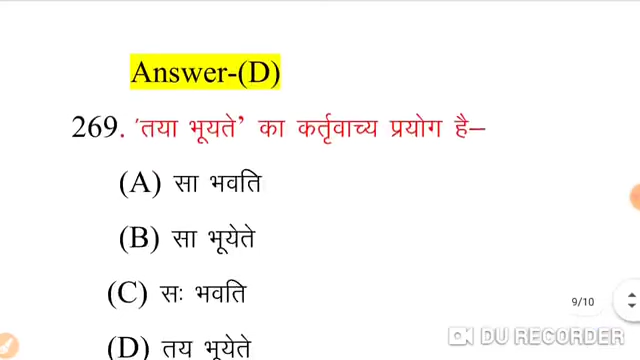 Answer-(D)
269. 'तया भूयते' का कर्तृवाच्य प्रयोग है–
(A) सा भवति
(B) सा भूयेते
(C) सः भवति
9/10
DU RECORDER
(D) तय भूयेते